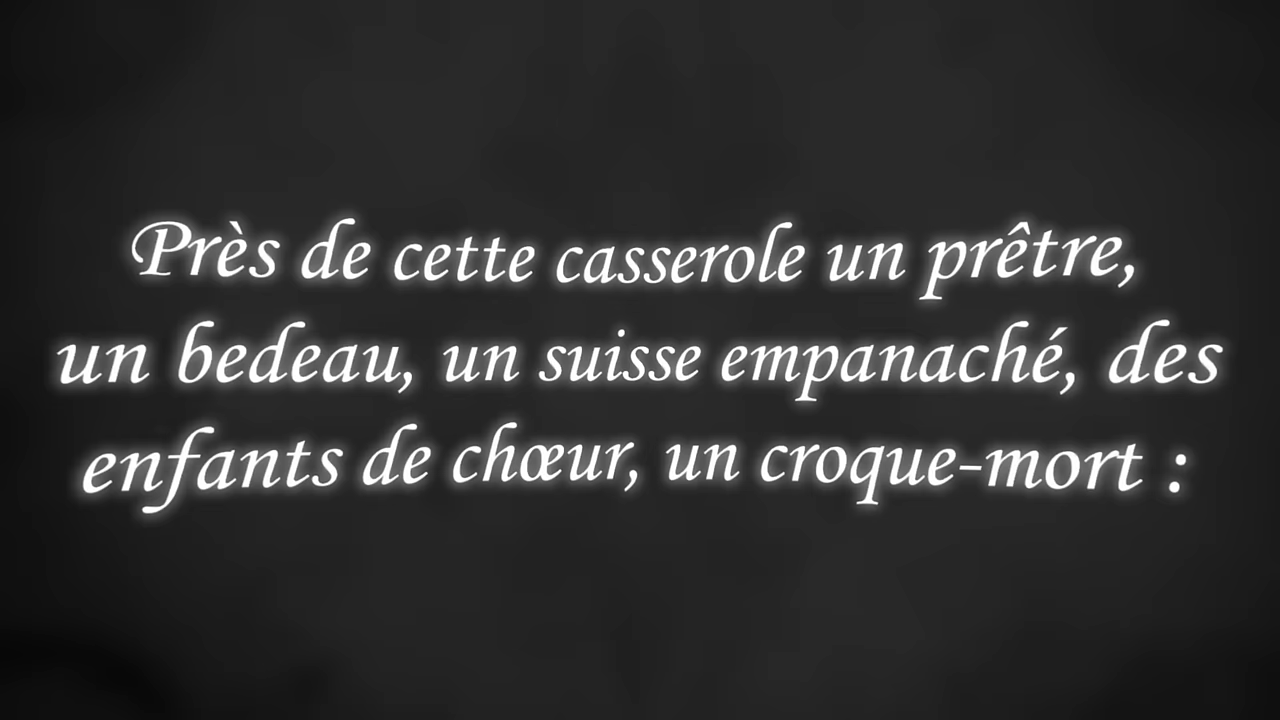 Près de cette casserole un prêtre,
un bedeau, un suisse empanaché, des
enfants de chœur, un croque-mort :